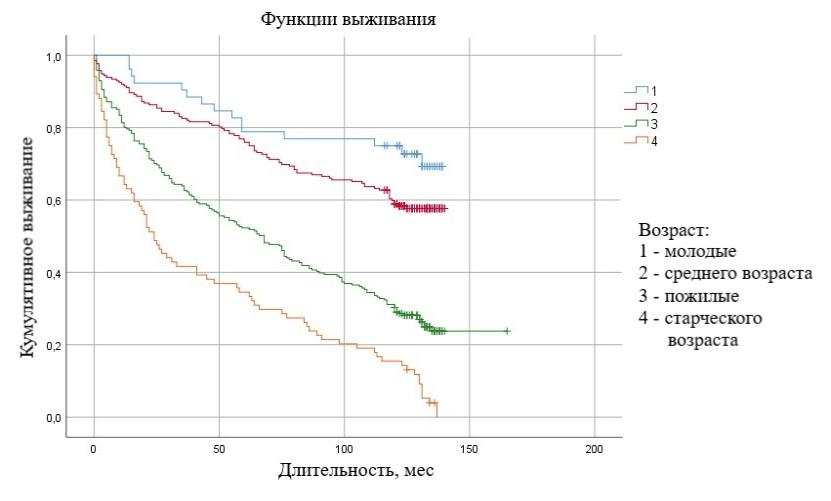 Функции выживания
1,0
0,8
0,6
0,4
0,2
0,0
Кумулятивное выживание
0
50
100
150
200
Длительность, мес
1
2
3
4
Возраст:
1 - молодые
2 - среднего возраста
3 - пожилые
4 - старческого
возраста